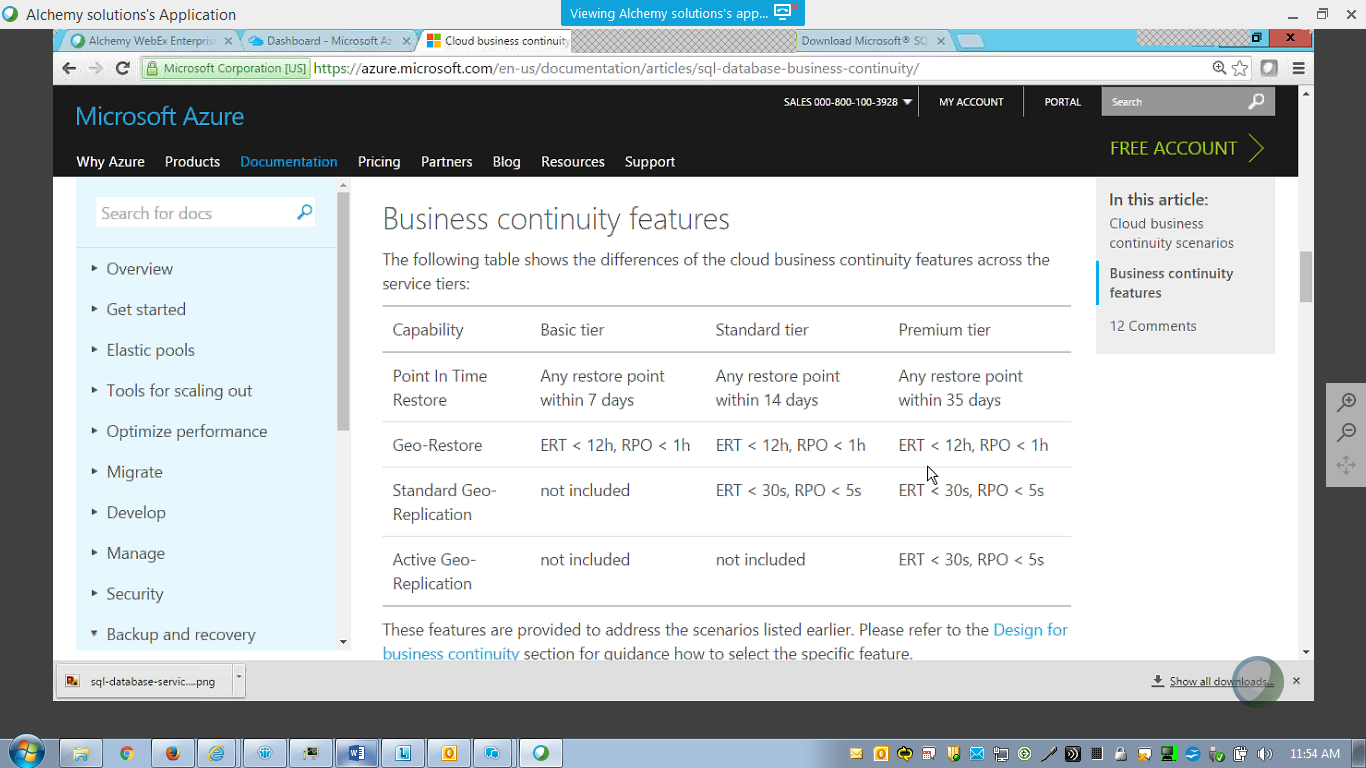 Alchemy solutions's Application
Viewing Alchemy solutions's app...
Alchemy WebEx Enterpris
Dashboard - Microsoft Az
Cloud business continuity
Download Microsoft® SQ
Microsoft Corporation [US]
https://azure.microsoft.com/en-us/documentation/articles/sql-database-business-continuity/
Microsoft Azure
SALES 000-800-100-3928
MY ACCOUNT
PORTAL
Search
FREE ACCOUNT
Why Azure
Products
Documentation
Pricing
Partners
Blog
Resources
Support
Search for docs
Overview
Get started
Elastic pools
Tools for scaling out
Optimize performance
Migrate
Develop
Manage
Security
Backup and recovery
Business continuity features
The following table shows the differences of the cloud business continuity features across the
service tiers:
Capability Basic tier Standard tier Premium tier
Point In Time Any restore point Any restore point Any restore point
Restore within 7 days within 14 days within 35 days
Geo-Restore ERT < 12h, RPO < 1h ERT < 12h, RPO < 1h ERT < 12h, RPO < 1h
Standard Geo- not included ERT < 30s, RPO < 5s ERT < 30s, RPO < 5s
Replication
Active Geo- not included not included ERT < 30s, RPO < 5s
Replication
These features are provided to address the scenarios listed earlier. Please refer to the Design for
business continuity section for guidance how to select the specific feature.
In this article:
Cloud business
continuity scenarios
Business continuity
features
12 Comments
sql-database-servic....png
Show all downloads...
11:54 AM